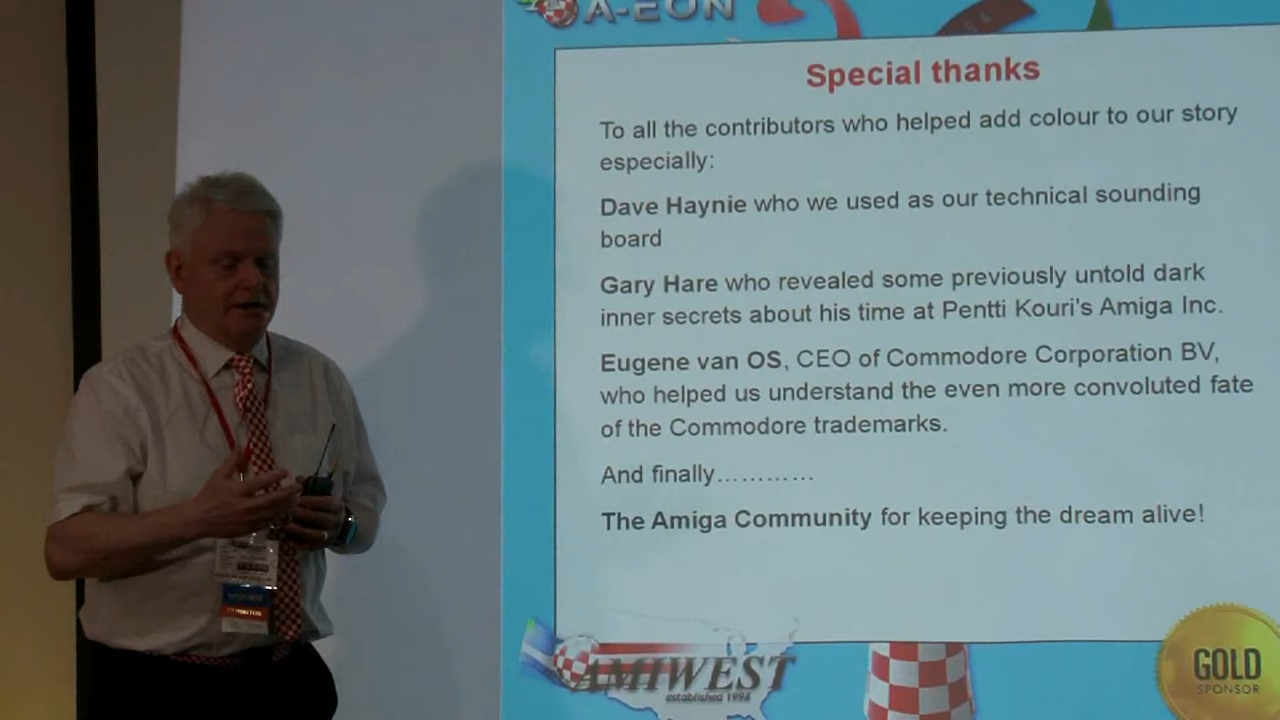 A-EON
Special thanks
To all the contributors who helped add colour to our story
especially:
Dave Haynie who we used as our technical sounding
board
Gary Hare who revealed some previously untold dark
inner secrets about his time at Pentti Kouri's Amiga Inc.
Eugene van OS, CEO of Commodore Corporation BV,
who helped us understand the even more convoluted fate
of the Commodore trademarks.
And finally…………
The Amiga Community for keeping the dream alive!
AMIWEST
established 1998
GOLD
SPONSOR